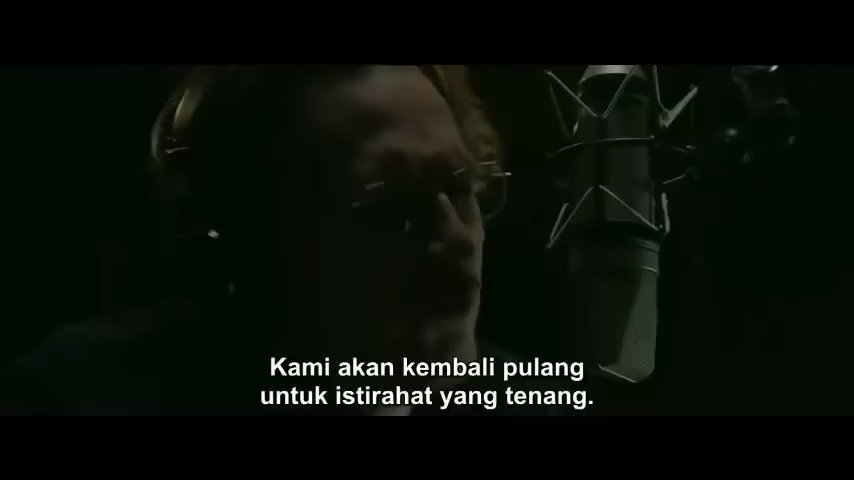 Kami akan kembali pulang
untuk istirahat yang tenang.